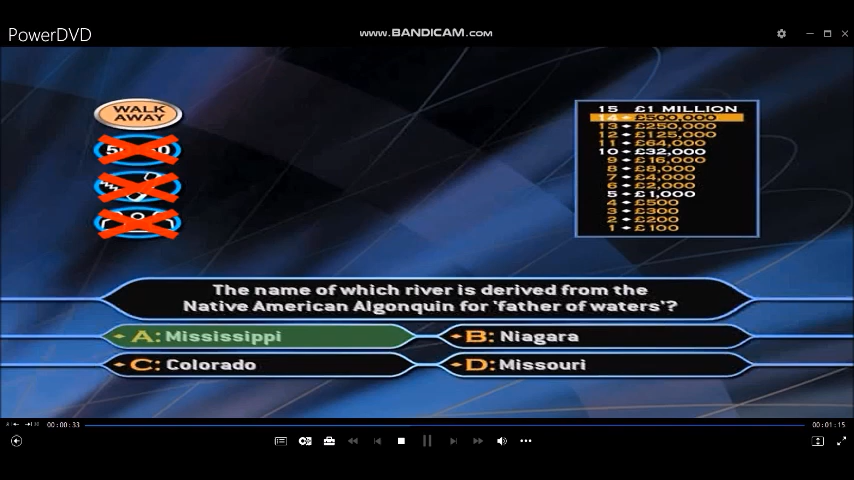 PowerDVD
www.BANDICAM.com
WALK
AWAY
15 £1 MILLION
14 £500,000
13 £250,000
12 £125,000
11 £64,000
10 £32,000
9 £16,000
8 £8,000
7 £4,000
6 £2,000
5 £1,000
4 £500
3 £300
2 £200
1 £100
The name of which river is derived from the
Native American Algonquin for 'father of waters'?
A: Mississippi
B: Niagara
C: Colorado
D: Missouri
00:00:33
00:01:15